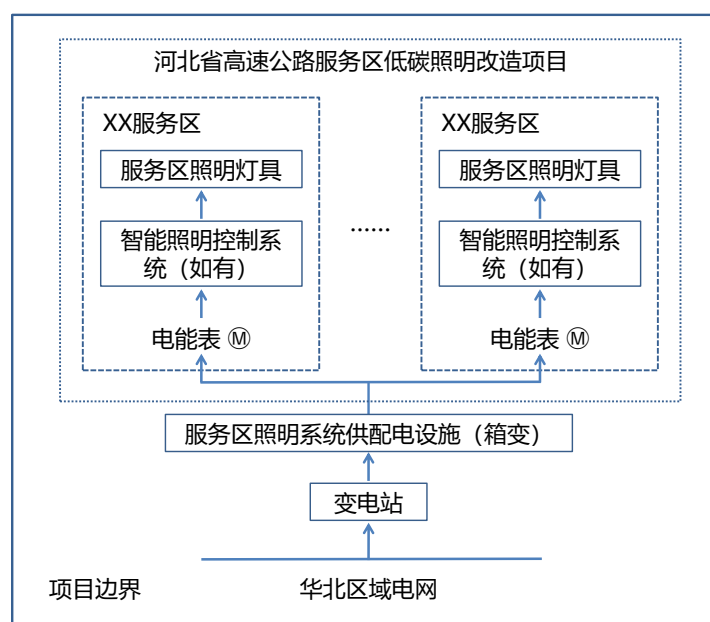 河北省高速公路服务区低碳照明改造项目
XX服务区
服务区照明灯具
智能照明控制系
统（如有）
电能表 Ⓜ
......
XX服务区
服务区照明灯具
智能照明控制系
统（如有）
电能表 Ⓜ
服务区照明系统供配电设施（箱变）
变电站
项目边界
华北区域电网